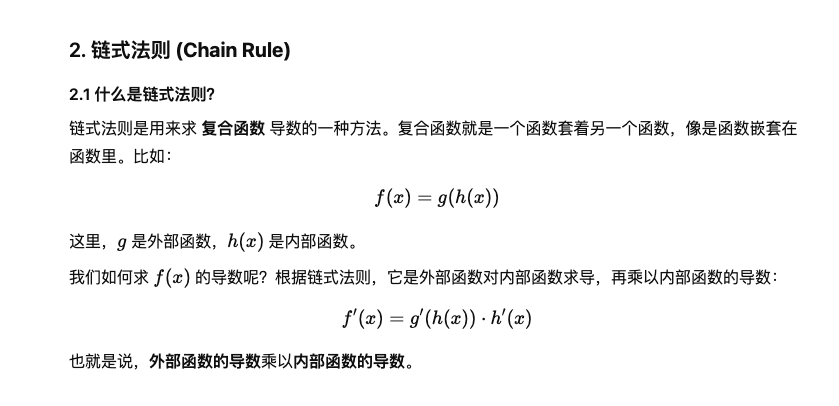 2. 链式法则 (Chain Rule)
2.1 什么是链式法则?
链式法则是用来求 复合函数 导数的一种方法。复合函数就是一个函数套着另一个函数，像是函数嵌套在
函数里。比如：
f(x) = g(h(x))
这里，g 是外部函数，h(x) 是内部函数。
我们如何求 f(x) 的导数呢？根据链式法则，它是外部函数对内部函数求导，再乘以内部函数的导数：
f′(x) = g′(h(x)) · h′(x)
也就是说，外部函数的导数乘以内部函数的导数。